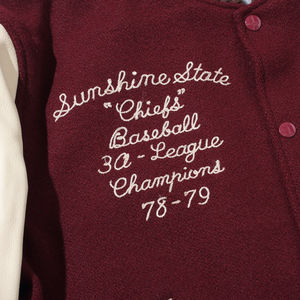 Sunshine State
"Chiefs"
Baseball
3A - League
Champions
78-79